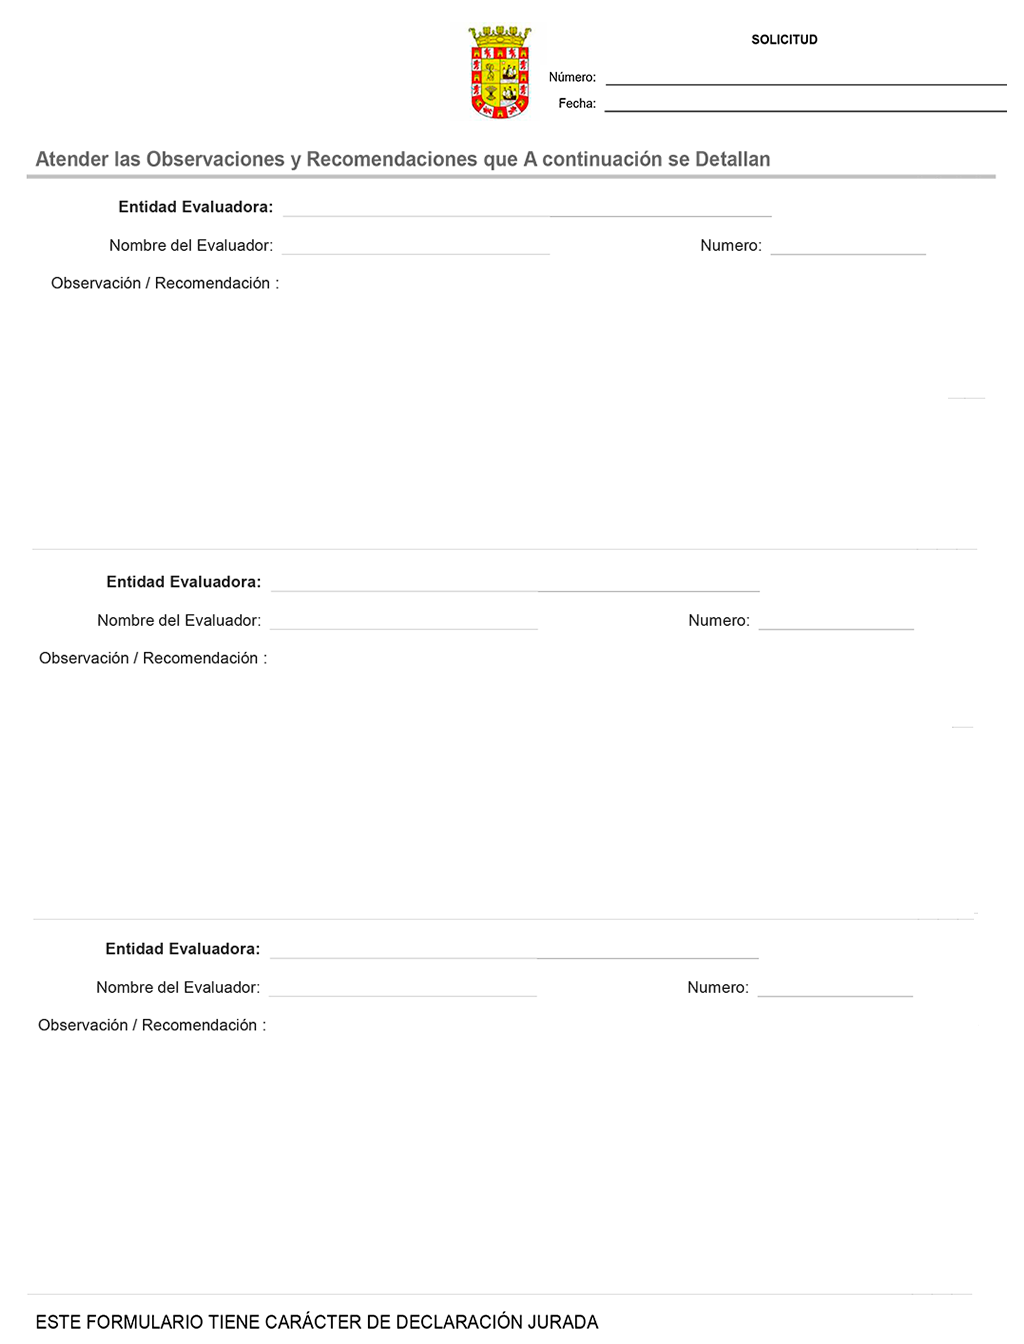 SOLICITUD
Número:
Fecha:
Atender las Observaciones y Recomendaciones que A continuación se Detallan
Entidad Evaluadora:
Nombre del Evaluador: Numero:
Observación / Recomendación :
Entidad Evaluadora:
Nombre del Evaluador: Numero:
Observación / Recomendación :
Entidad Evaluadora:
Nombre del Evaluador: Numero:
Observación / Recomendación :
ESTE FORMULARIO TIENE CARÁCTER DE DECLARACIÓN JURADA